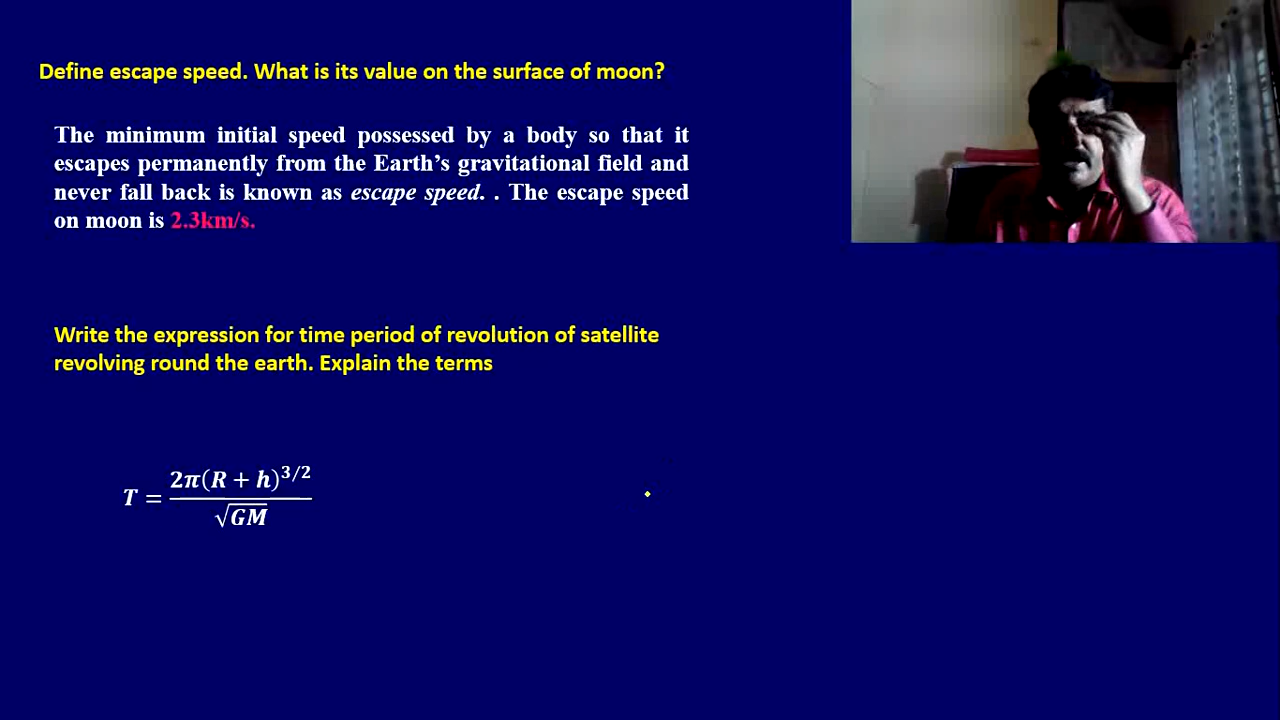 Define escape speed. What is its value on the surface of moon?
The minimum initial speed possessed by a body so that it
escapes permanently from the Earth’s gravitational field and
never fall back is known as escape speed. . The escape speed
on moon is 2.3km/s.
Write the expression for time period of revolution of satellite
revolving round the earth. Explain the terms
T = 2π(R + h)^3/2 / √GM